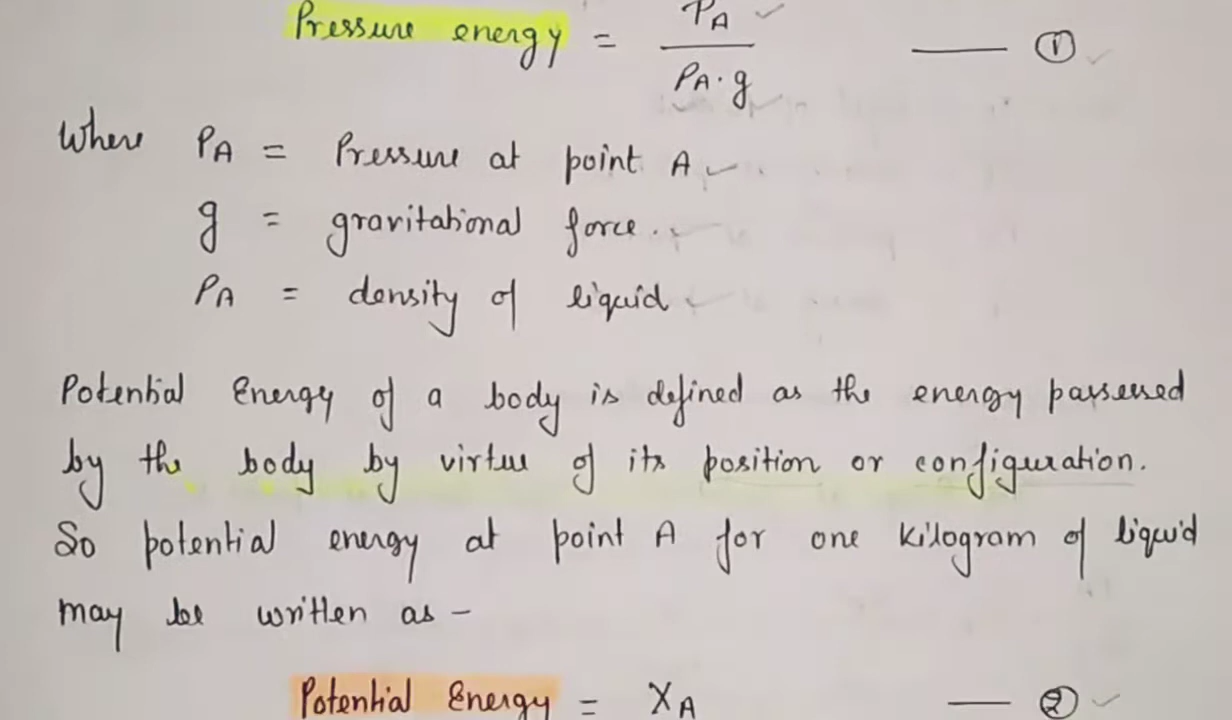 Pressure energy = PA / ρA·g —— ①
Where PA = Pressure at point A
g = gravitational force.
ρA = density of liquid
Potential Energy of a body is defined as the energy passessed
by the body by virtue of its position or configuration.
So potential energy at point A for one kilogram of liquid
may be written as –
Potential Energy = XA —— ②